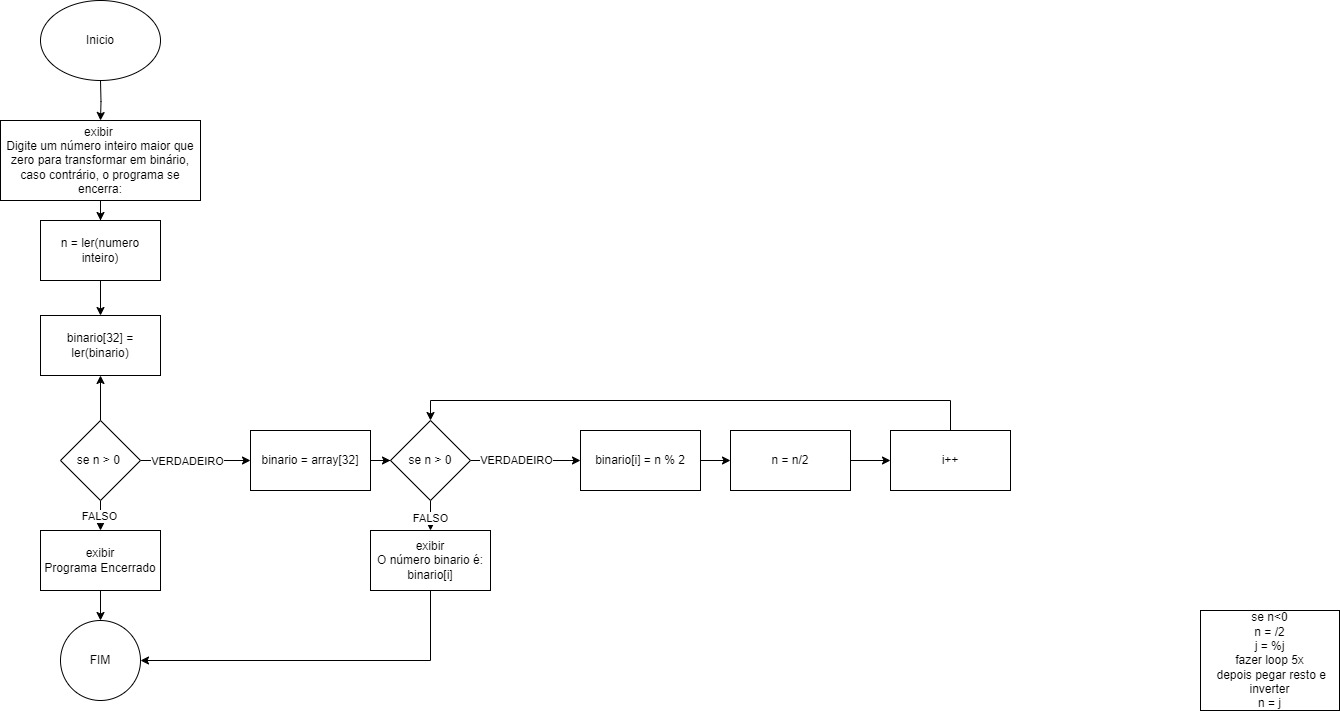 Inicio
exibir
Digite um número inteiro maior que
zero para transformar em binário,
caso contrário, o programa se
encerra:
n = ler(numero
inteiro)
binario[32] =
ler(binario)
se n > 0
VERDADEIRO
binario = array[32]
se n > 0
VERDADEIRO
binario[i] = n % 2
n = n/2
i++
FALSO
exibir
Programa Encerrado
FALSO
exibir
O número binario é:
binario[i]
FIM
se n<0
n = /2
j = %j
fazer loop 5x
depois pegar resto e
inverter
n = j